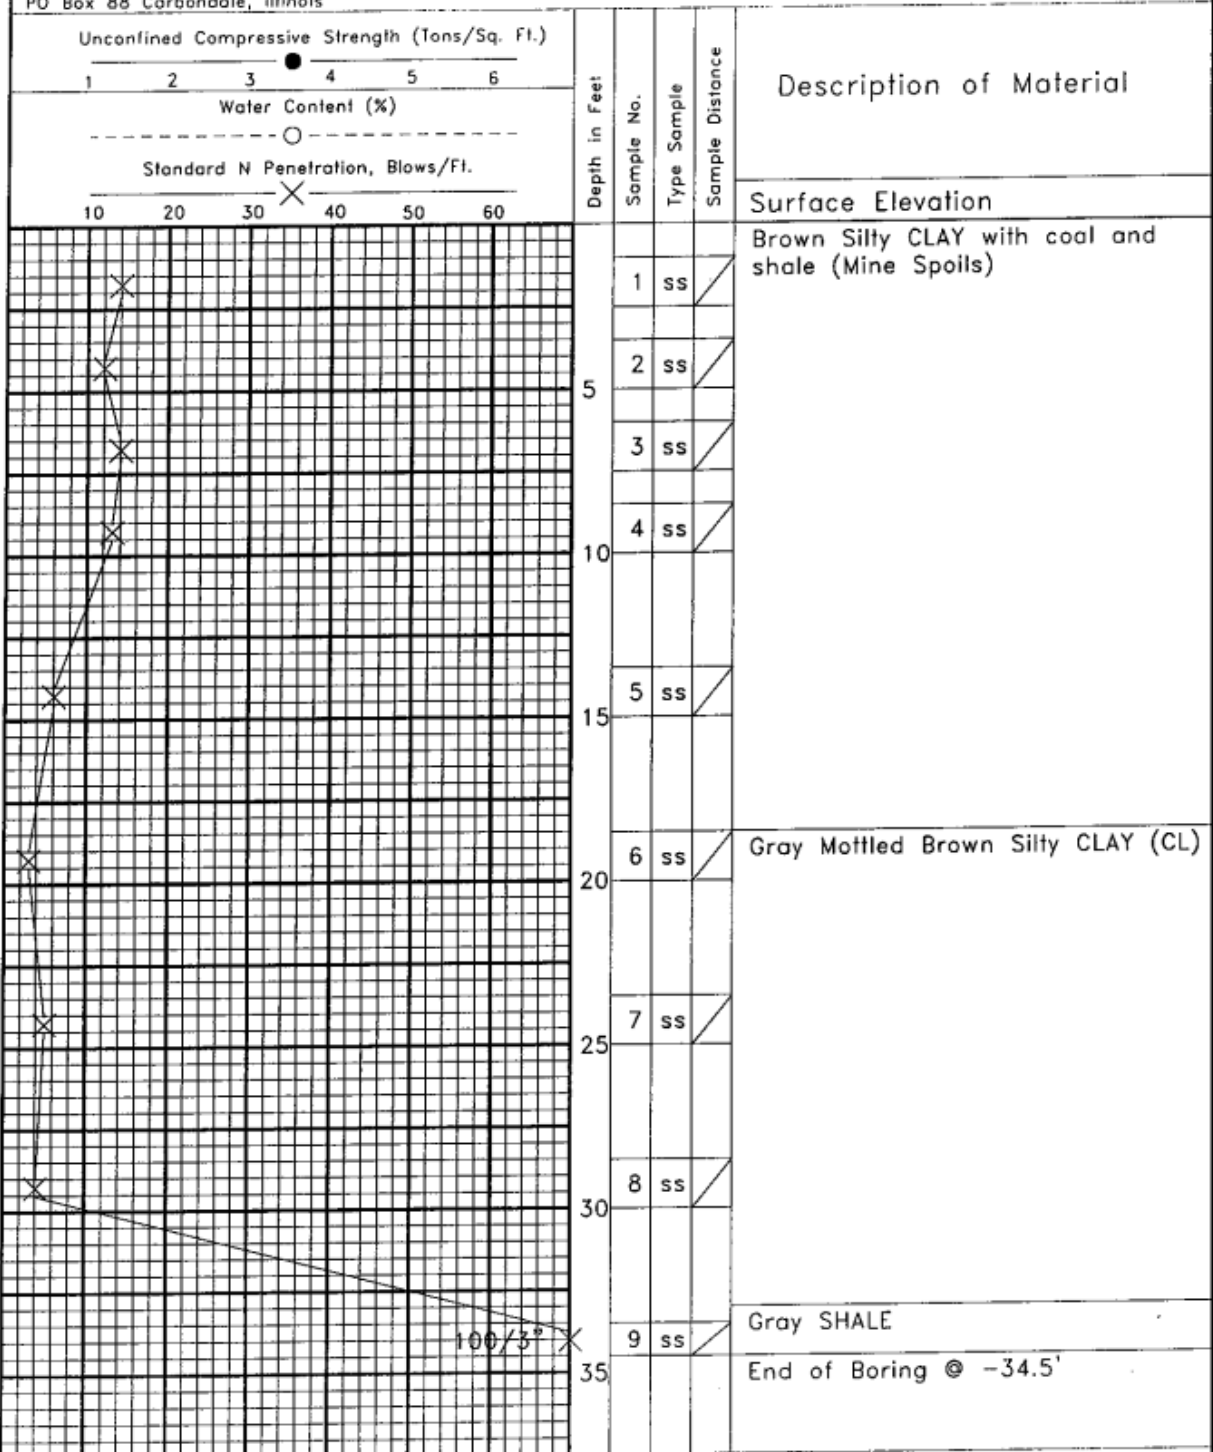 PO Box 88 Carbondale, Illinois
Unconfined Compressive Strength (Tons/Sq. Ft.)
1 2 3 4 5 6
Water Content (%)
Standard N Penetration, Blows/Ft.
10 20 30 40 50 60
Depth in Feet
Sample No.
Type Sample
Sample Distance
Description of Material
Surface Elevation
Brown Silty CLAY with coal and
shale (Mine Spoils)
1 ss
2 ss
5
3 ss
4 ss
10
5 ss
15
Gray Mottled Brown Silty CLAY (CL)
6 ss
20
7 ss
25
8 ss
30
Gray SHALE
100/3" 9 ss
35
End of Boring @ -34.5'